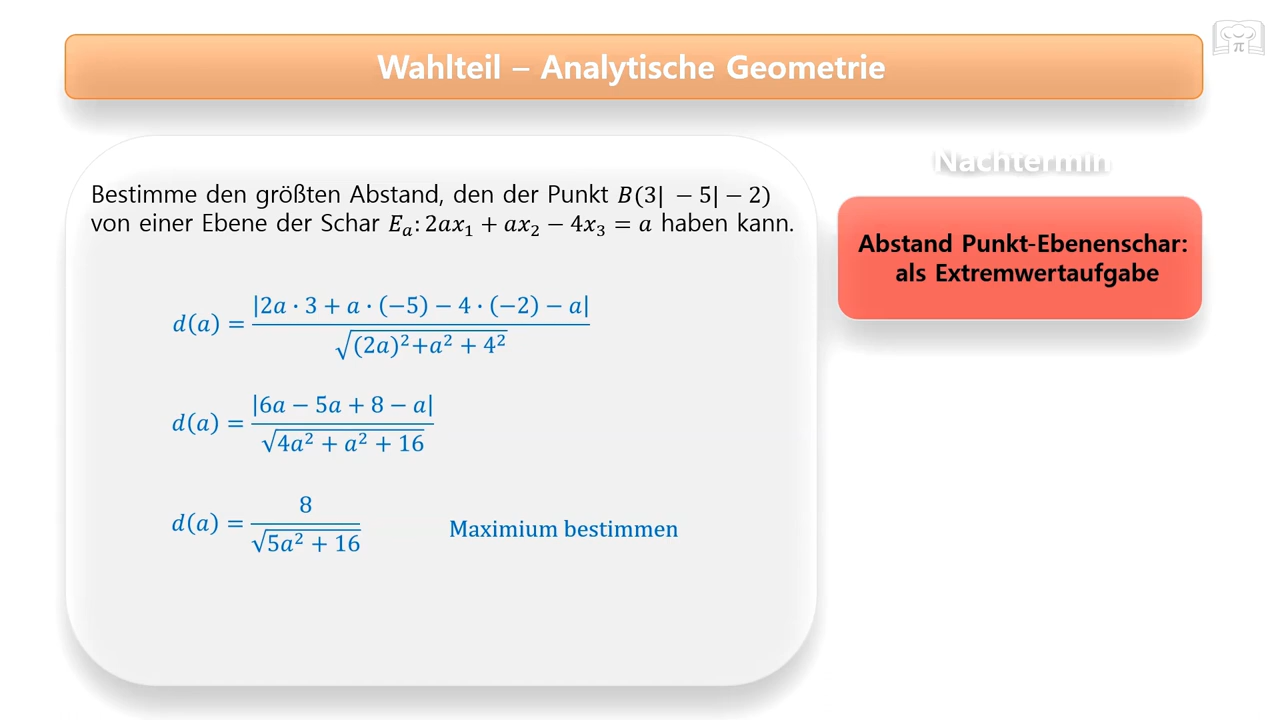 Wahlteil – Analytische Geometrie
Nachtermin
Bestimme den größten Abstand, den der Punkt B(3| − 5| − 2)
von einer Ebene der Schar Eₐ: 2ax₁ + ax₂ − 4x₃ = a haben kann.
Abstand Punkt-Ebenenschar:
als Extremwertaufgabe
d(a) = |2a · 3 + a · (−5) − 4 · (−2) − a| / √((2a)²+a² + 4²)
d(a) = |6a − 5a + 8 − a| / √(4a² + a² + 16)
d(a) = 8 / √(5a² + 16)
Maximium bestimmen
π